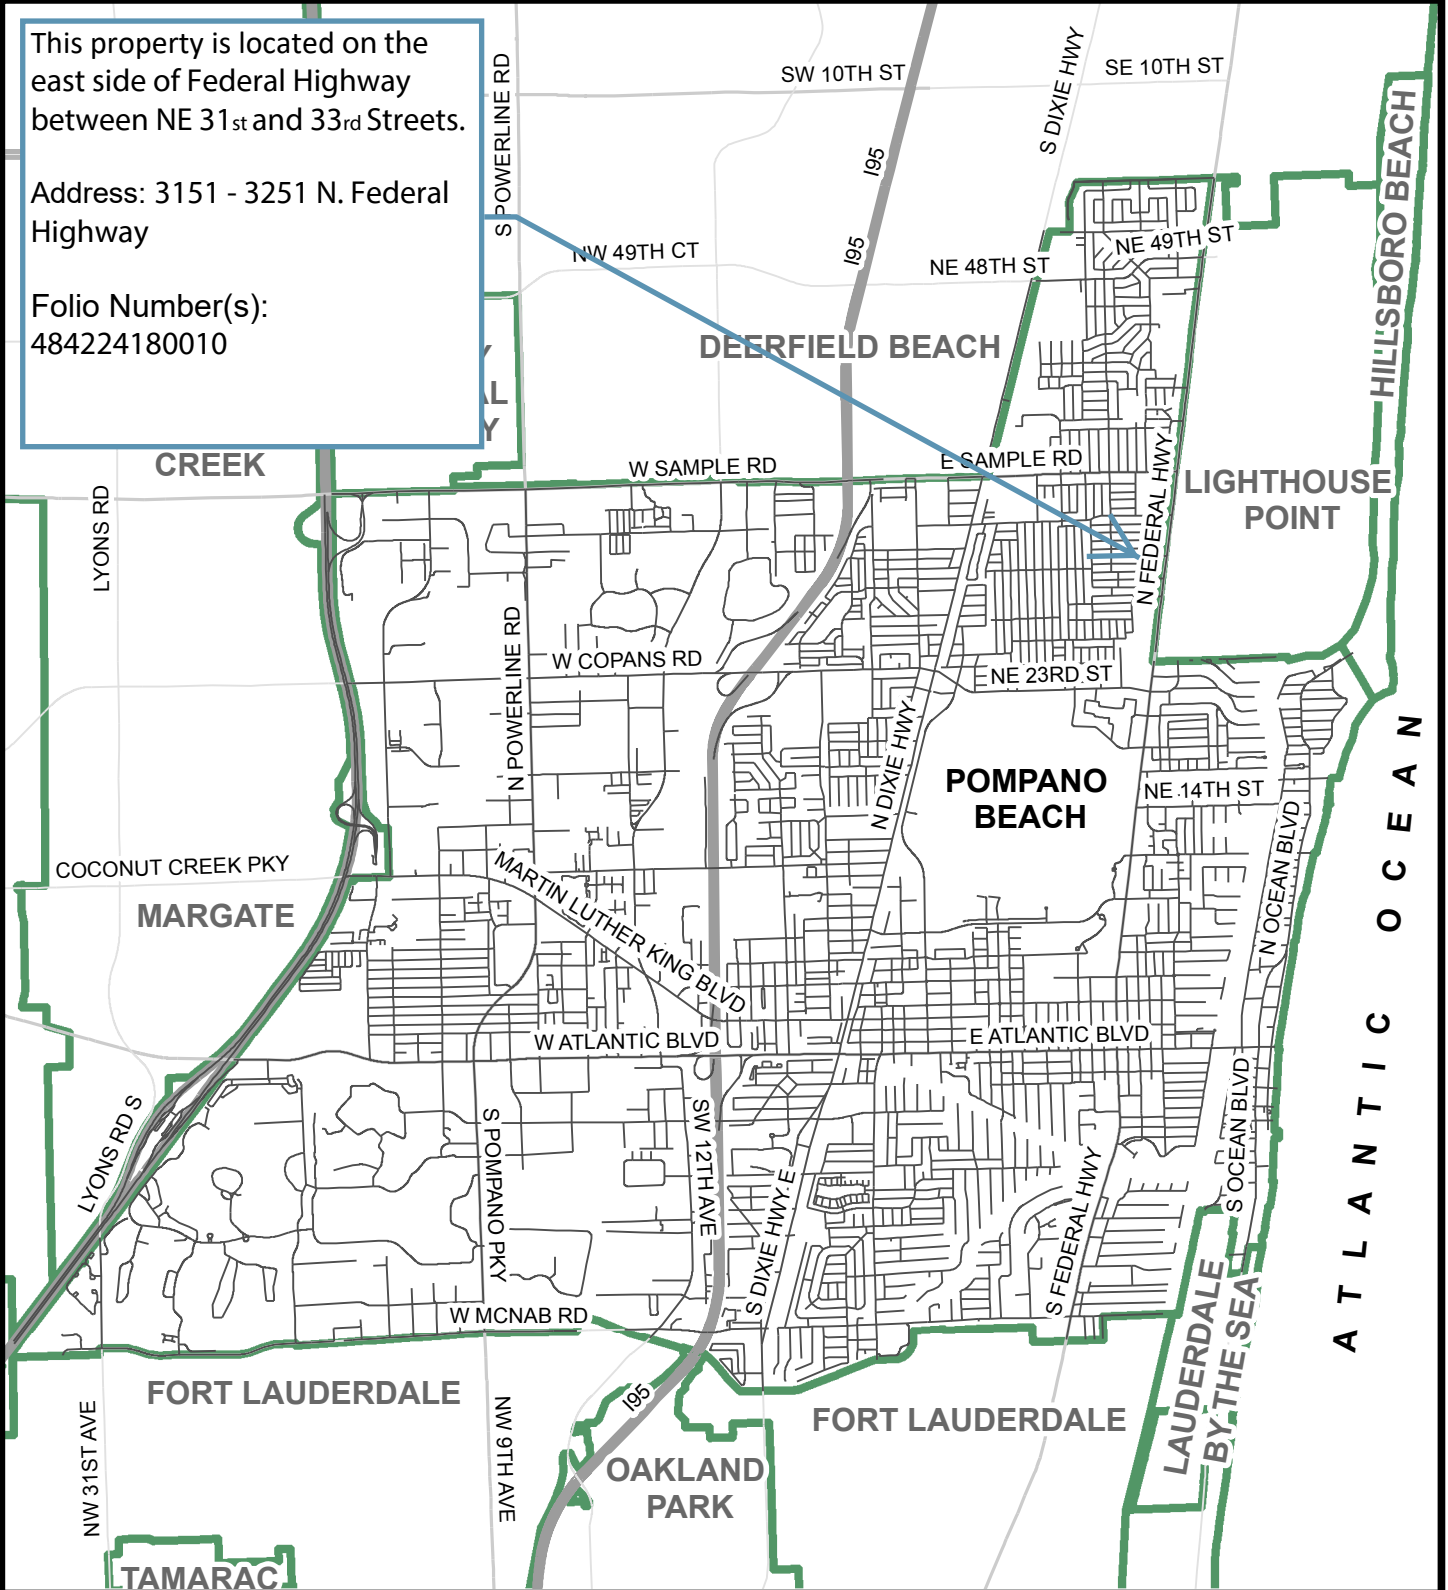 This property is located on the
east side of Federal Highway
between NE 31st and 33rd Streets.
Address: 3151 - 3251 N. Federal
Highway
Folio Number(s):
484224180010
S POWERLINE RD
SW 10TH ST
SE 10TH ST
S DIXIE HWY
I95
HILLSBORO BEACH
NE 49TH ST
NW 49TH CT
I95
NE 48TH ST
DEERFIELD BEACH
Y
AL
Y
CREEK
W SAMPLE RD
E SAMPLE RD
LIGHTHOUSE
POINT
LYONS RD
N FEDERAL HWY
N POWERLINE RD
W COPANS RD
NE 23RD ST
N DIXIE HWY
POMPANO
BEACH
NE 14TH ST
ATLANTIC OCEAN
N OCEAN BLVD
COCONUT CREEK PKY
MARTIN LUTHER KING BLVD
MARGATE
W ATLANTIC BLVD
E ATLANTIC BLVD
LYONS RD S
S POMPANO PKY
SW 12TH AVE
S DIXIE HWY E
S FEDERAL HWY
S OCEAN BLVD
W MCNAB RD
LAUDERDALE
BY THE SEA
FORT LAUDERDALE
I95
FORT LAUDERDALE
NW 31ST AVE
NW 9TH AVE
OAKLAND
PARK
TAMARAC